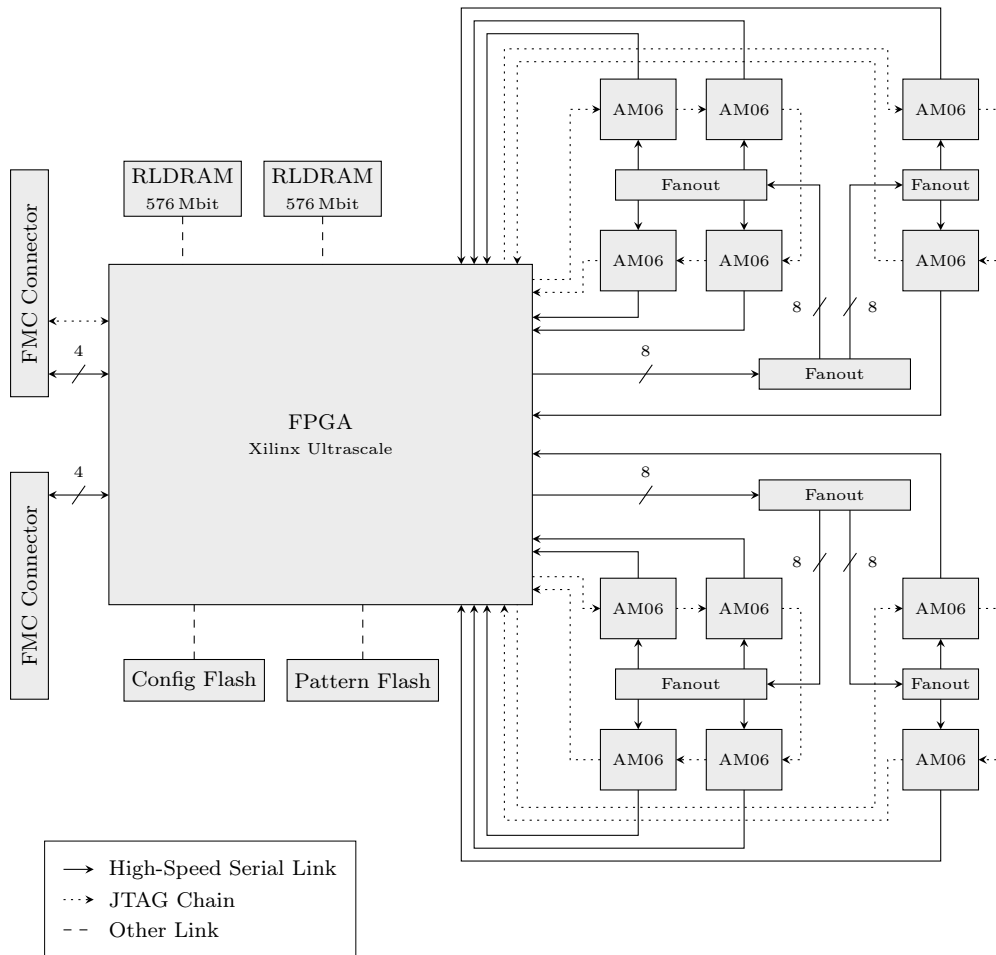 AM06
AM06
AM06
RLDRAM
576 Mbit
RLDRAM
576 Mbit
Fanout
Fanout
FMC Connector
AM06
AM06
AM06
8
8
4
8
Fanout
FPGA
Xilinx Ultrascale
4
8
Fanout
FMC Connector
8
8
AM06
AM06
AM06
Config Flash
Pattern Flash
Fanout
Fanout
AM06
AM06
AM06
High-Speed Serial Link
JTAG Chain
Other Link